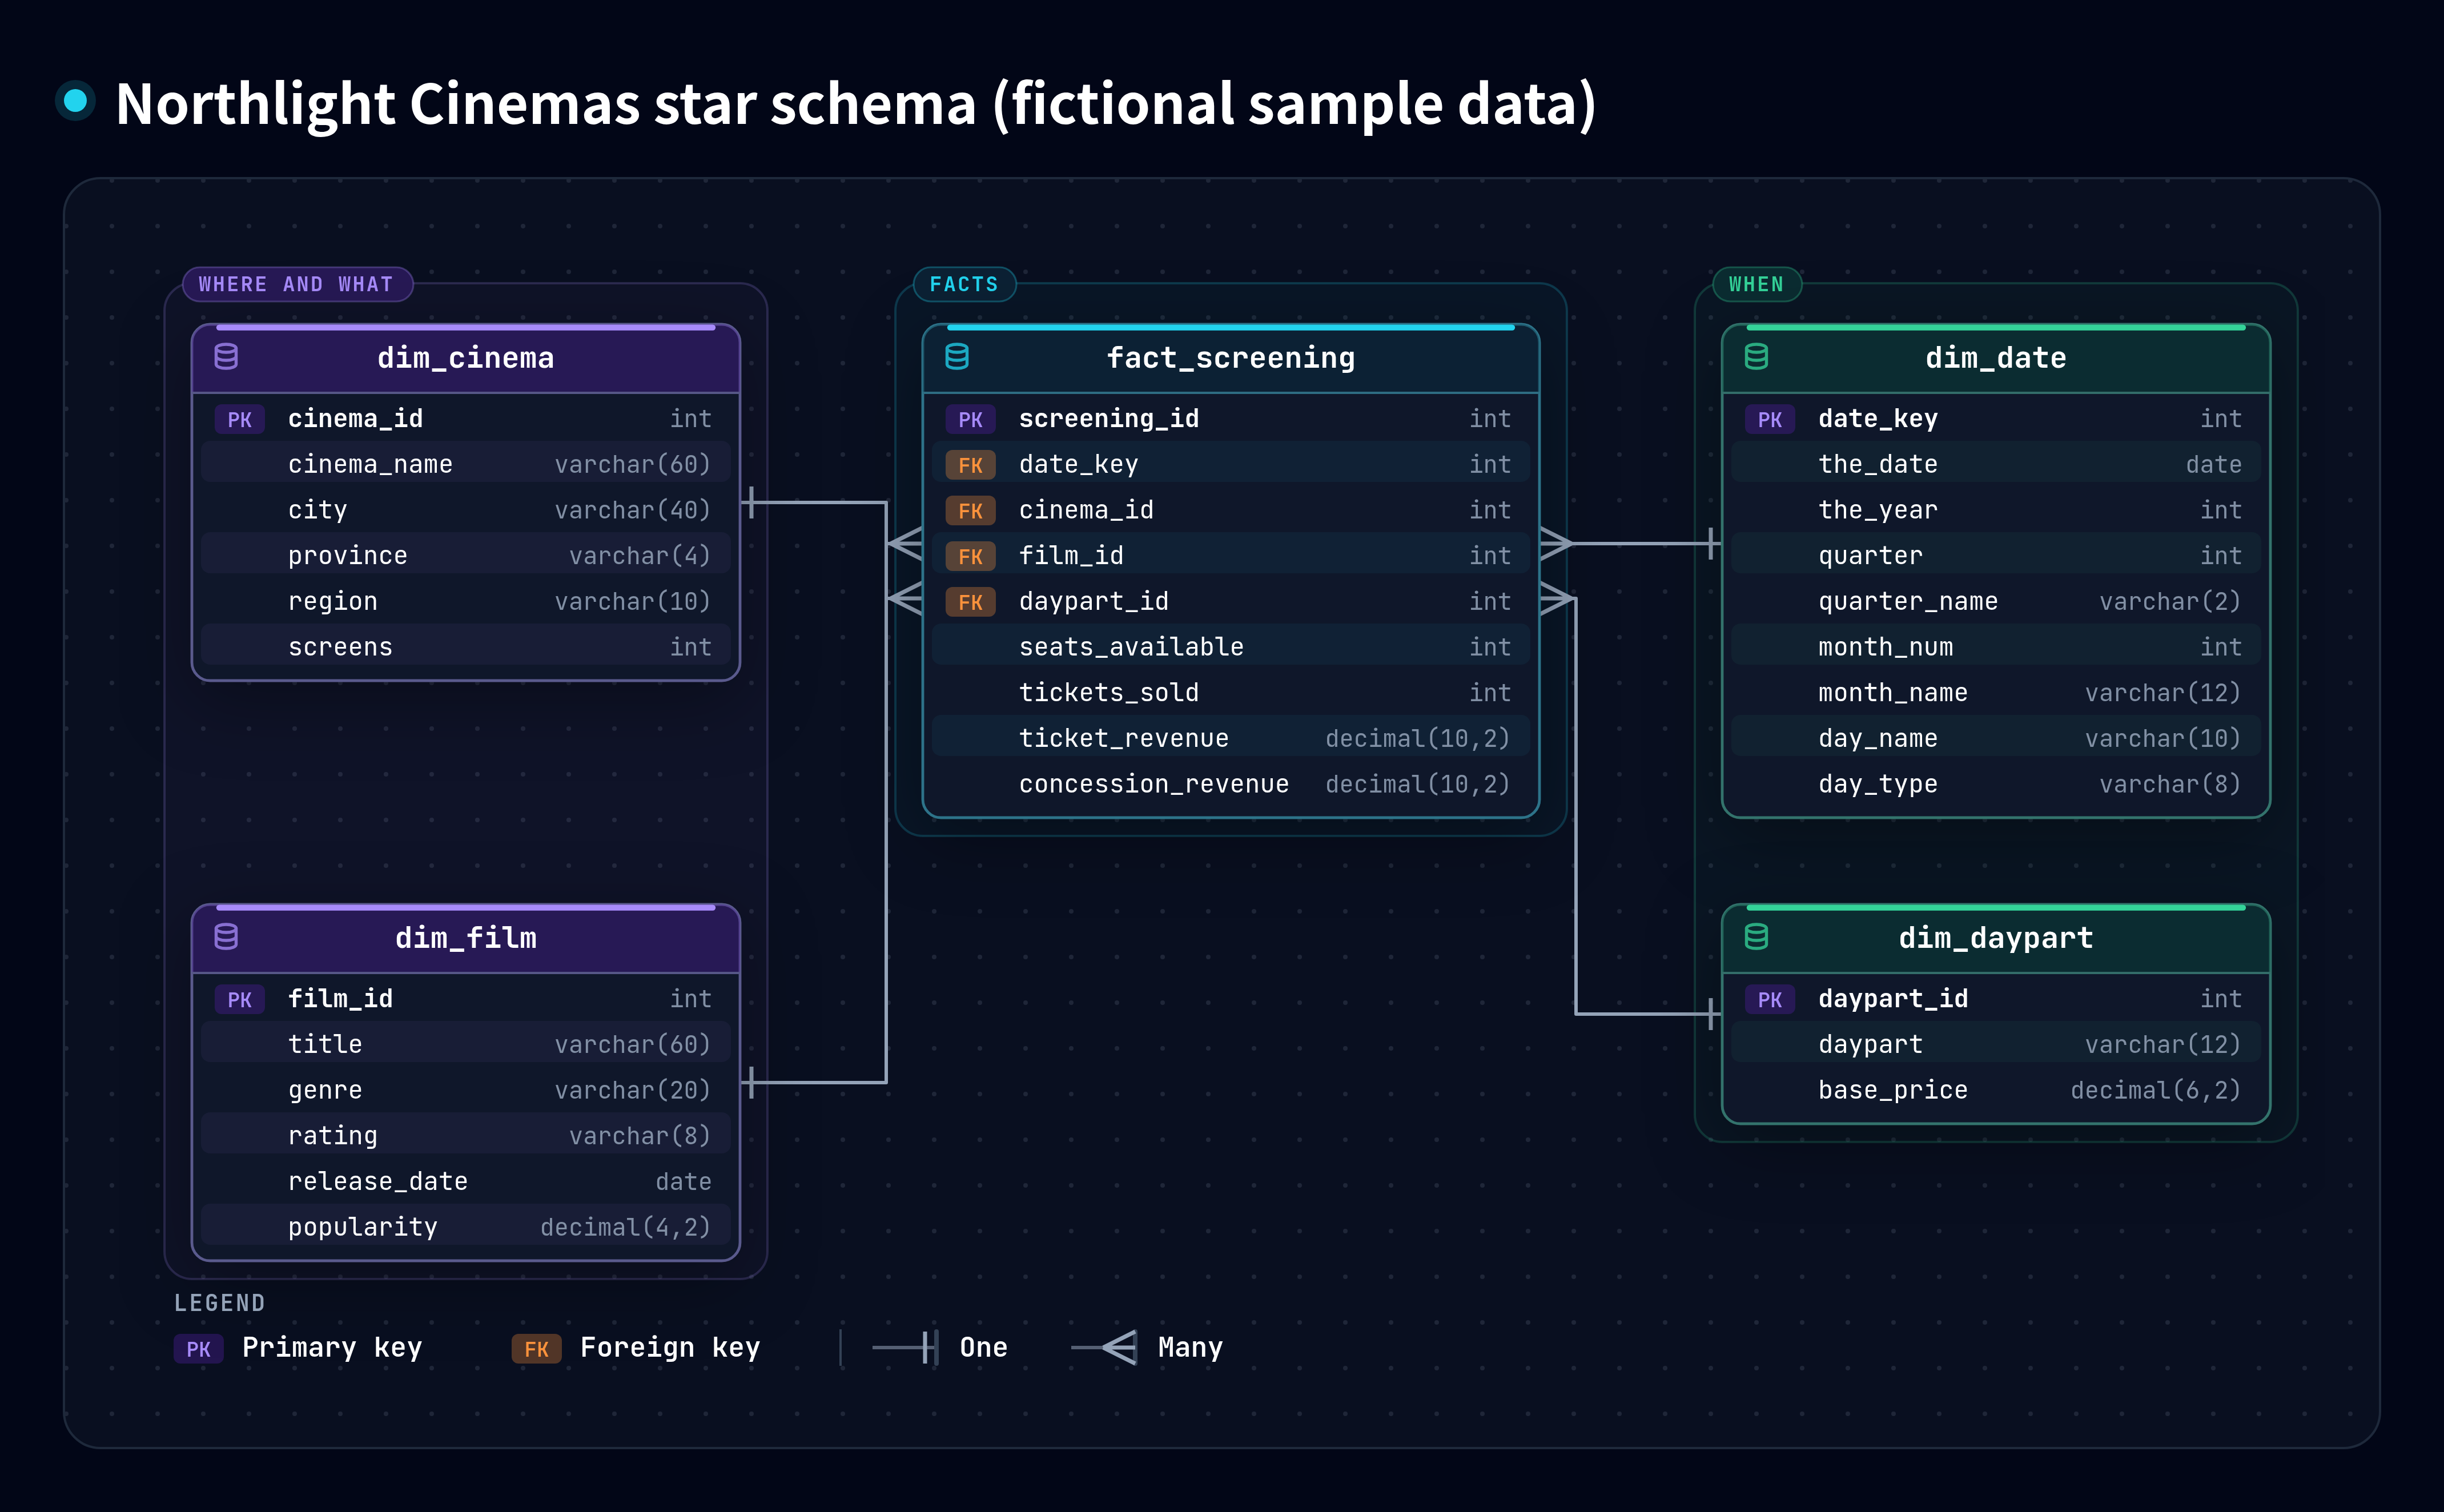 Northlight Cinemas star schema (fictional sample data)
WHERE AND WHAT
dim_cinema
PK cinema_id int
cinema_name varchar(60)
city varchar(40)
province varchar(4)
region varchar(10)
screens int
dim_film
PK film_id int
title varchar(60)
genre varchar(20)
rating varchar(8)
release_date date
popularity decimal(4,2)
FACTS
fact_screening
PK screening_id int
FK date_key int
FK cinema_id int
FK film_id int
FK daypart_id int
seats_available int
tickets_sold int
ticket_revenue decimal(10,2)
concession_revenue decimal(10,2)
WHEN
dim_date
PK date_key int
the_date date
the_year int
quarter int
quarter_name varchar(2)
month_num int
month_name varchar(12)
day_name varchar(10)
day_type varchar(8)
dim_daypart
PK daypart_id int
daypart varchar(12)
base_price decimal(6,2)
LEGEND
PK Primary key FK Foreign key One Many